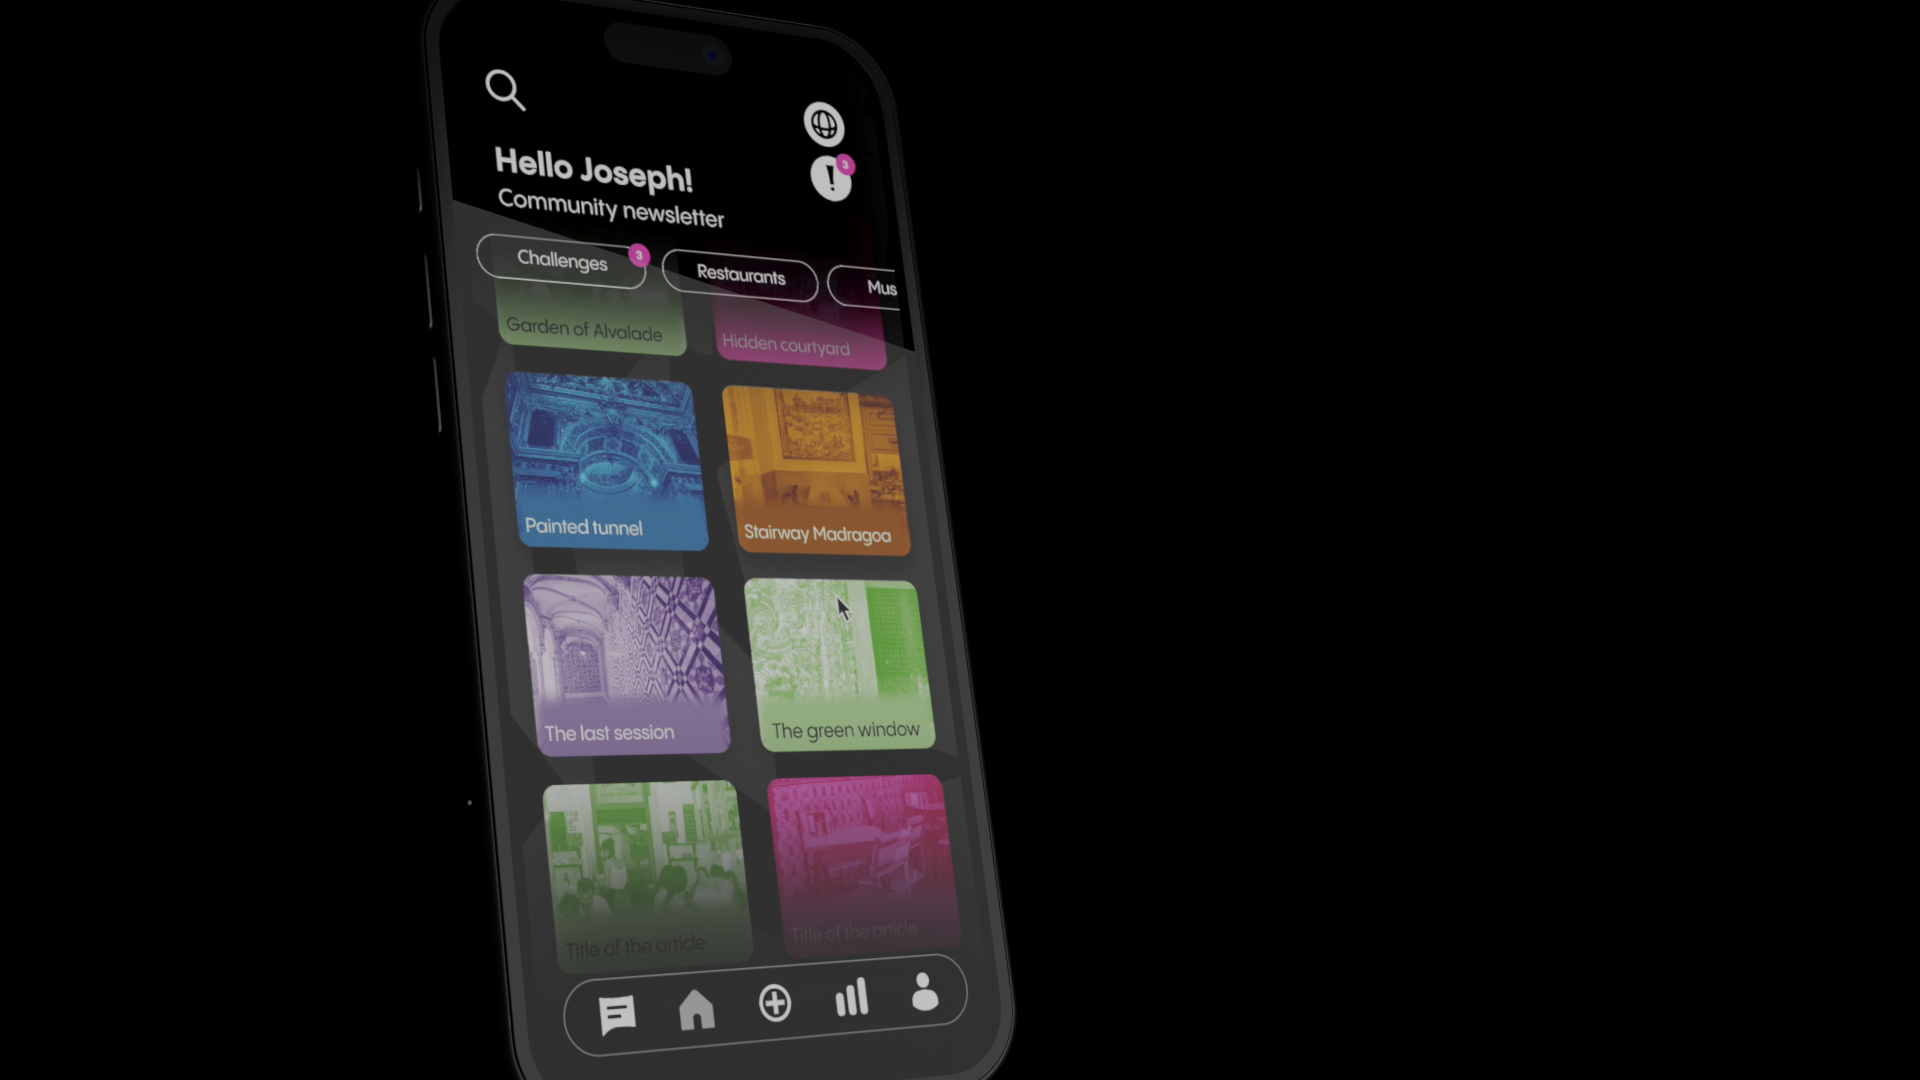 3
Hello Joseph!
Community newsletter
Challenges
3
Restaurants
Mus
Garden of Alvalade
Hidden courtyard
Painted tunnel
Stairway Madragoa
The last session
The green window
Title of the article
Title of the article